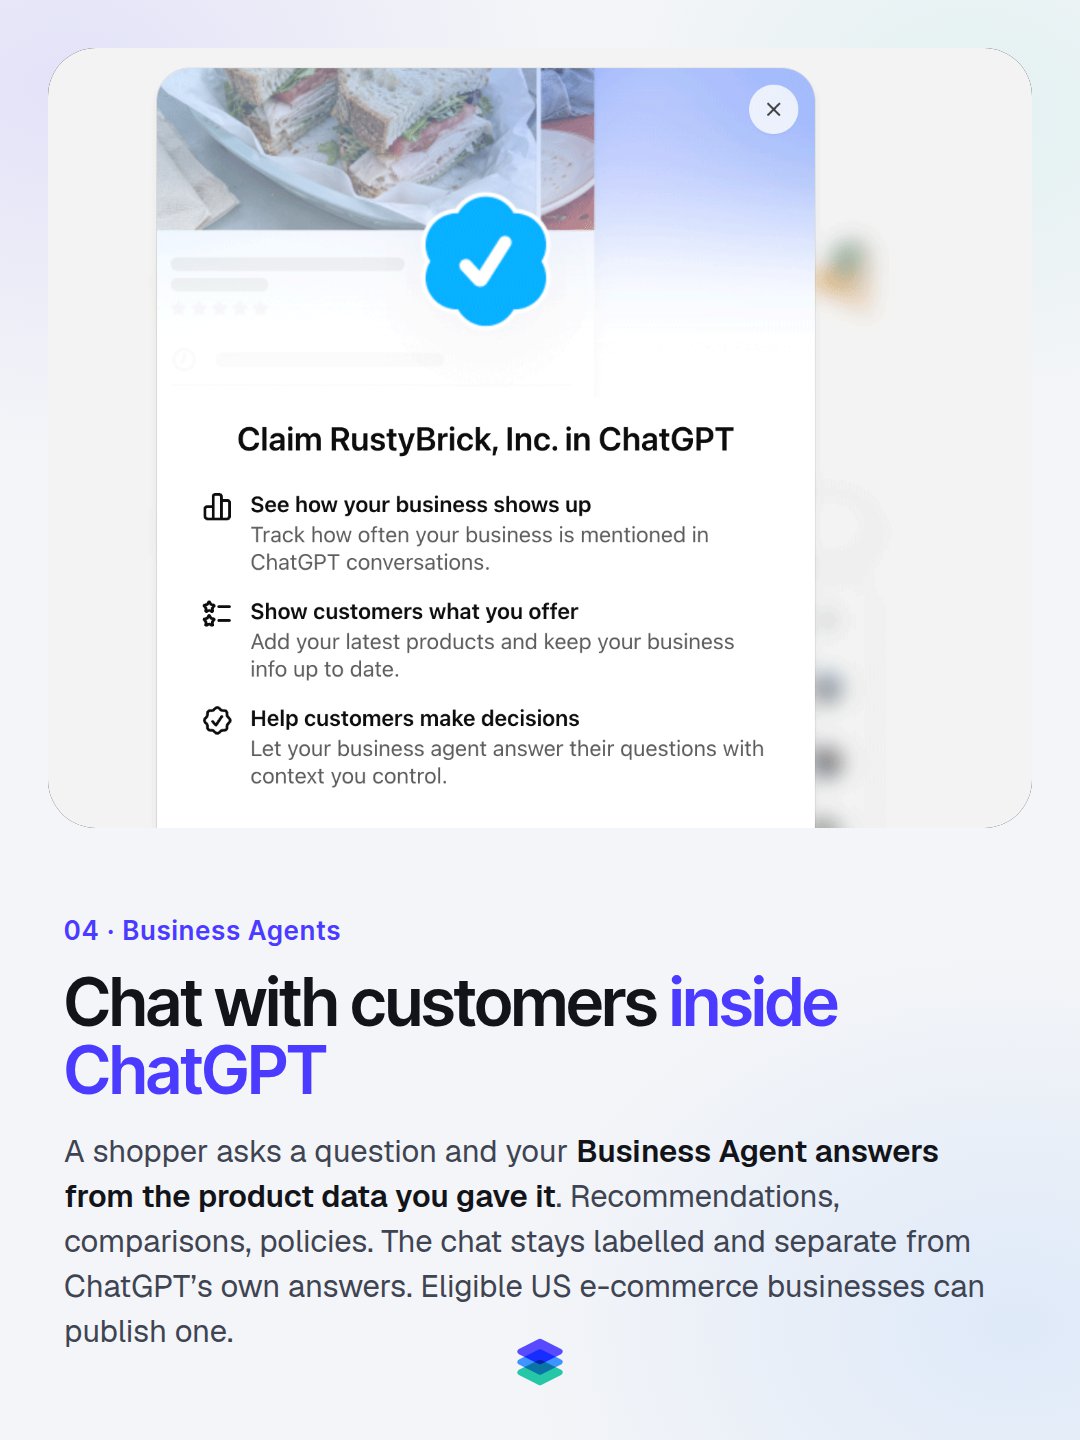 Claim RustyBrick, Inc. in ChatGPT
See how your business shows up
Track how often your business is mentioned in
ChatGPT conversations.
Show customers what you offer
Add your latest products and keep your business
info up to date.
Help customers make decisions
Let your business agent answer their questions with
context you control.
04 · Business Agents
Chat with customers inside
ChatGPT
A shopper asks a question and your Business Agent answers
from the product data you gave it. Recommendations,
comparisons, policies. The chat stays labelled and separate from
ChatGPT’s own answers. Eligible US e-commerce businesses can
publish one.